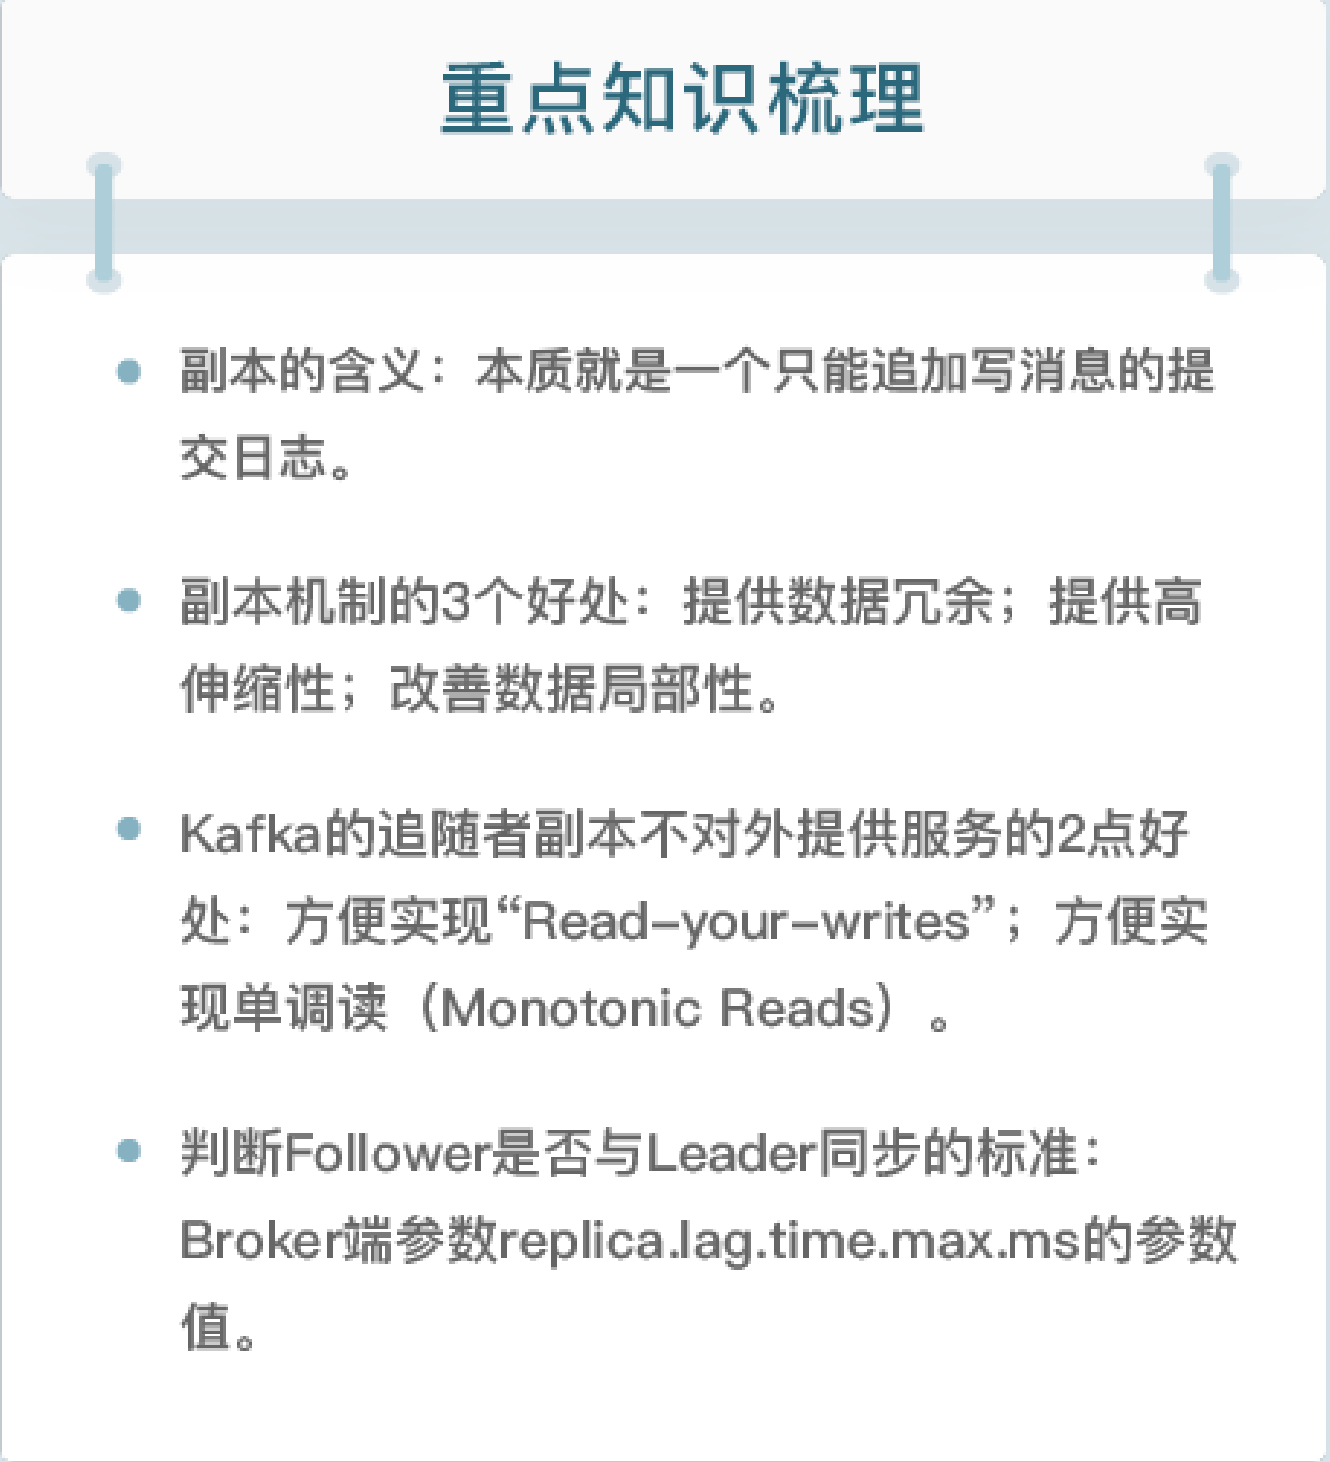 重点知识梳理
副本的含义：本质就是一个只能追加写消息的提
交日志。
副本机制的3个好处：提供数据冗余；提供高
伸缩性；改善数据局部性。
Kafka的追随者副本不对外提供服务的2点好
处：方便实现“Read-your-writes”；方便实
现单调读（Monotonic Reads）。
判断Follower是否与Leader同步的标准：
Broker端参数replica.lag.time.max.ms的参数
值。